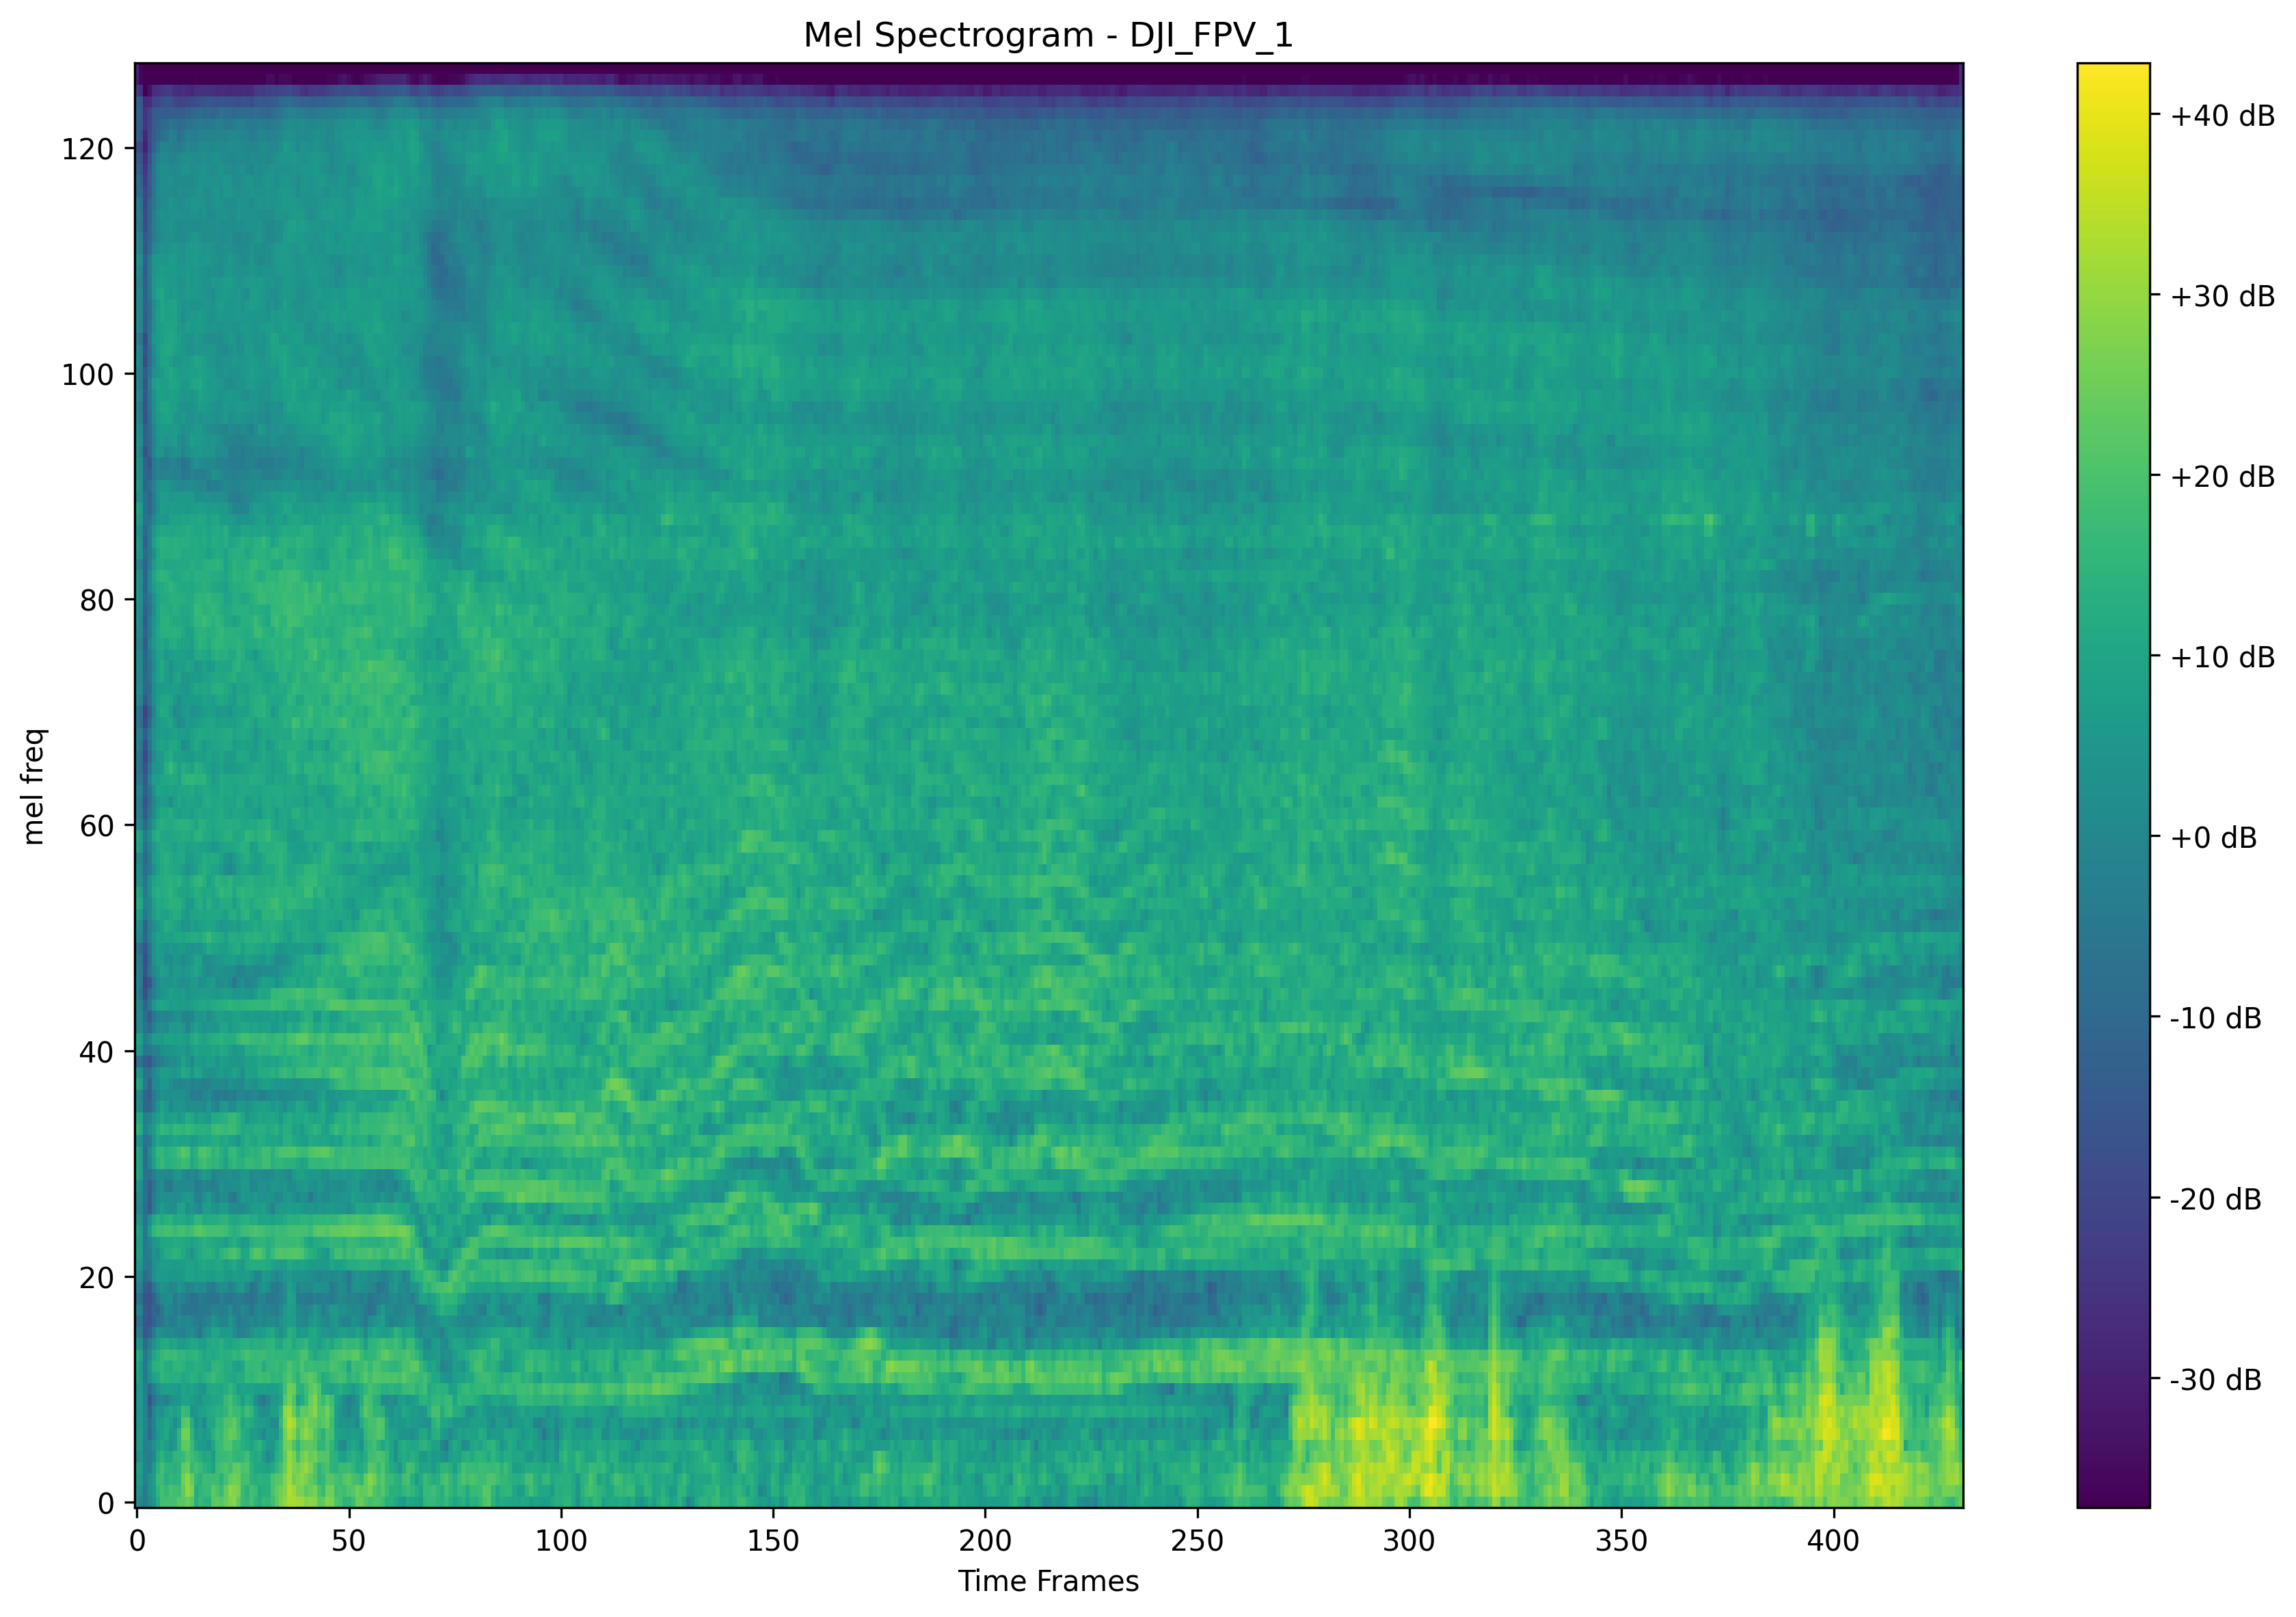 Mel Spectrogram - DJI_FPV_1
mel freq
120
100
80
60
40
20
0
0 50 100 150 200 250 300 350 400
Time Frames
+40 dB
+30 dB
+20 dB
+10 dB
+0 dB
-10 dB
-20 dB
-30 dB